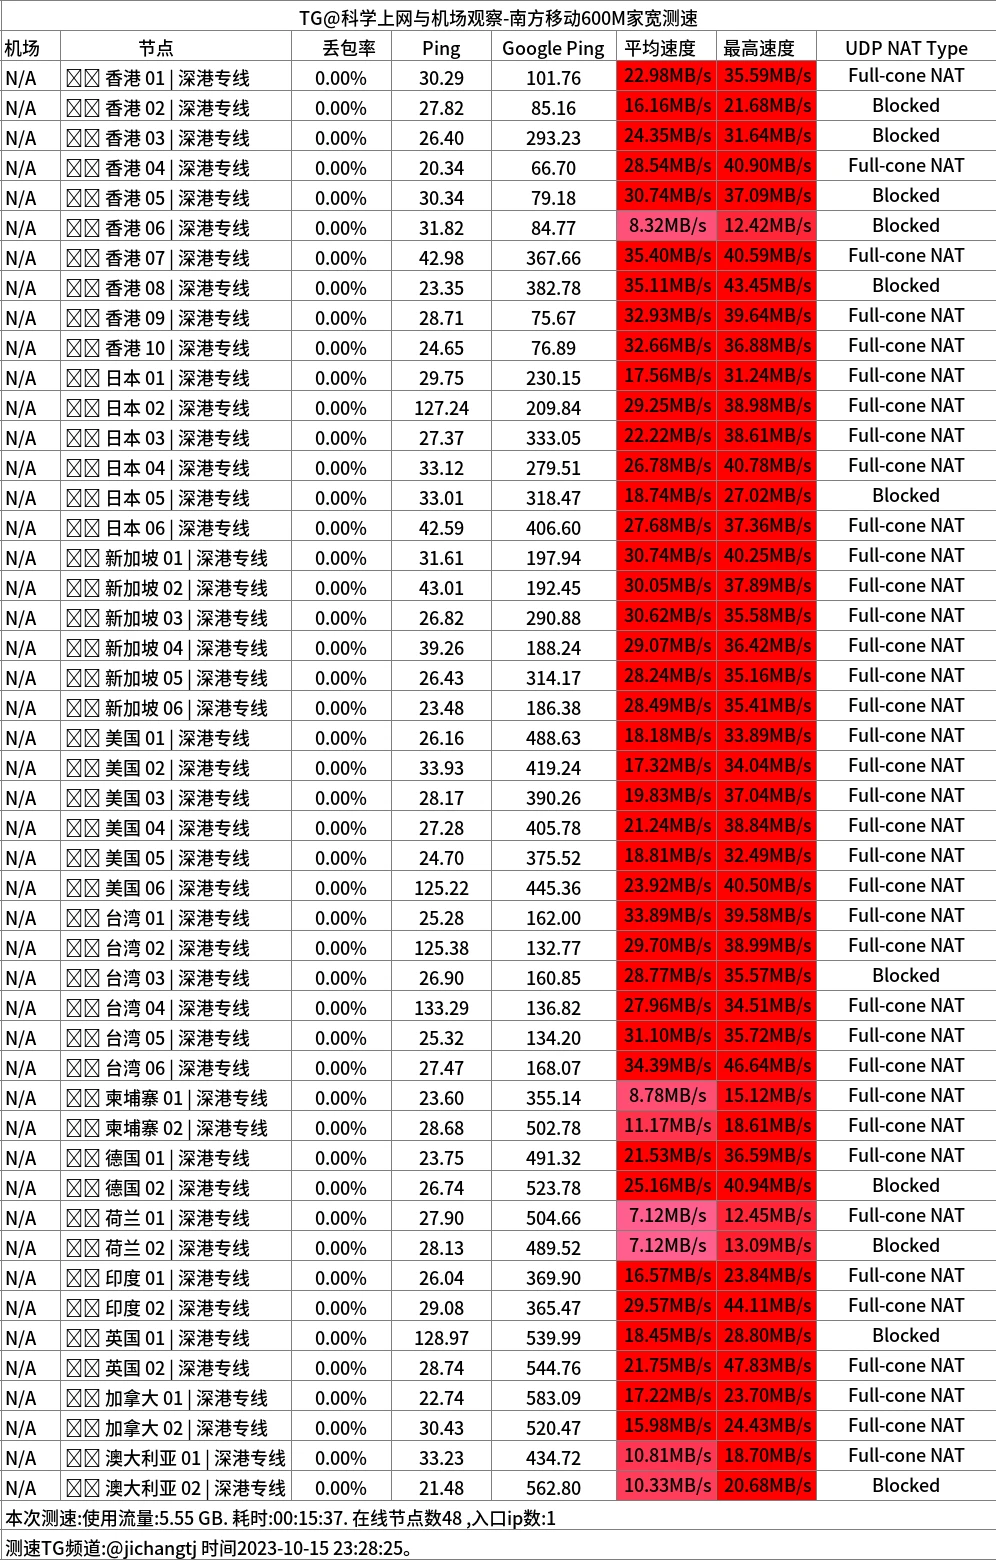 TG@科学上网与机场观察-南方移动600M家宽测速
机场 节点 丢包率 Ping Google Ping 平均速度 最高速度 UDP NAT Type
N/A 香港 01 | 深港专线 0.00% 30.29 101.76 22.98MB/s 35.59MB/s Full-cone NAT
N/A 香港 02 | 深港专线 0.00% 27.82 85.16 16.16MB/s 21.68MB/s Blocked
N/A 香港 03 | 深港专线 0.00% 26.40 293.23 24.35MB/s 31.64MB/s Blocked
N/A 香港 04 | 深港专线 0.00% 20.34 66.70 28.54MB/s 40.90MB/s Full-cone NAT
N/A 香港 05 | 深港专线 0.00% 30.34 79.18 30.74MB/s 37.09MB/s Blocked
N/A 香港 06 | 深港专线 0.00% 31.82 84.77 8.32MB/s 12.42MB/s Blocked
N/A 香港 07 | 深港专线 0.00% 42.98 367.66 35.40MB/s 40.59MB/s Full-cone NAT
N/A 香港 08 | 深港专线 0.00% 23.35 382.78 35.11MB/s 43.45MB/s Blocked
N/A 香港 09 | 深港专线 0.00% 28.71 75.67 32.93MB/s 39.64MB/s Full-cone NAT
N/A 香港 10 | 深港专线 0.00% 24.65 76.89 32.66MB/s 36.88MB/s Full-cone NAT
N/A 日本 01 | 深港专线 0.00% 29.75 230.15 17.56MB/s 31.24MB/s Full-cone NAT
N/A 日本 02 | 深港专线 0.00% 127.24 209.84 29.25MB/s 38.98MB/s Full-cone NAT
N/A 日本 03 | 深港专线 0.00% 27.37 333.05 22.22MB/s 38.61MB/s Full-cone NAT
N/A 日本 04 | 深港专线 0.00% 33.12 279.51 26.78MB/s 40.78MB/s Full-cone NAT
N/A 日本 05 | 深港专线 0.00% 33.01 318.47 18.74MB/s 27.02MB/s Blocked
N/A 日本 06 | 深港专线 0.00% 42.59 406.60 27.68MB/s 37.36MB/s Full-cone NAT
N/A 新加坡 01 | 深港专线 0.00% 31.61 197.94 30.74MB/s 40.25MB/s Full-cone NAT
N/A 新加坡 02 | 深港专线 0.00% 43.01 192.45 30.05MB/s 37.89MB/s Full-cone NAT
N/A 新加坡 03 | 深港专线 0.00% 26.82 290.88 30.62MB/s 35.58MB/s Full-cone NAT
N/A 新加坡 04 | 深港专线 0.00% 39.26 188.24 29.07MB/s 36.42MB/s Full-cone NAT
N/A 新加坡 05 | 深港专线 0.00% 26.43 314.17 28.24MB/s 35.16MB/s Full-cone NAT
N/A 新加坡 06 | 深港专线 0.00% 23.48 186.38 28.49MB/s 35.41MB/s Full-cone NAT
N/A 美国 01 | 深港专线 0.00% 26.16 488.63 18.18MB/s 33.89MB/s Full-cone NAT
N/A 美国 02 | 深港专线 0.00% 33.93 419.24 17.32MB/s 34.04MB/s Full-cone NAT
N/A 美国 03 | 深港专线 0.00% 28.17 390.26 19.83MB/s 37.04MB/s Full-cone NAT
N/A 美国 04 | 深港专线 0.00% 27.28 405.78 21.24MB/s 38.84MB/s Full-cone NAT
N/A 美国 05 | 深港专线 0.00% 24.70 375.52 18.81MB/s 32.49MB/s Full-cone NAT
N/A 美国 06 | 深港专线 0.00% 125.22 445.36 23.92MB/s 40.50MB/s Full-cone NAT
N/A 台湾 01 | 深港专线 0.00% 25.28 162.00 33.89MB/s 39.58MB/s Full-cone NAT
N/A 台湾 02 | 深港专线 0.00% 125.38 132.77 29.70MB/s 38.99MB/s Full-cone NAT
N/A 台湾 03 | 深港专线 0.00% 26.90 160.85 28.77MB/s 35.57MB/s Blocked
N/A 台湾 04 | 深港专线 0.00% 133.29 136.82 27.96MB/s 34.51MB/s Full-cone NAT
N/A 台湾 05 | 深港专线 0.00% 25.32 134.20 31.10MB/s 35.72MB/s Full-cone NAT
N/A 台湾 06 | 深港专线 0.00% 27.47 168.07 34.39MB/s 46.64MB/s Full-cone NAT
N/A 柬埔寨 01 | 深港专线 0.00% 23.60 355.14 8.78MB/s 15.12MB/s Full-cone NAT
N/A 柬埔寨 02 | 深港专线 0.00% 28.68 502.78 11.17MB/s 18.61MB/s Full-cone NAT
N/A 德国 01 | 深港专线 0.00% 23.75 491.32 21.53MB/s 36.59MB/s Full-cone NAT
N/A 德国 02 | 深港专线 0.00% 26.74 523.78 25.16MB/s 40.94MB/s Blocked
N/A 荷兰 01 | 深港专线 0.00% 27.90 504.66 7.12MB/s 12.45MB/s Full-cone NAT
N/A 荷兰 02 | 深港专线 0.00% 28.13 489.52 7.12MB/s 13.09MB/s Blocked
N/A 印度 01 | 深港专线 0.00% 26.04 369.90 16.57MB/s 23.84MB/s Full-cone NAT
N/A 印度 02 | 深港专线 0.00% 29.08 365.47 29.57MB/s 44.11MB/s Full-cone NAT
N/A 英国 01 | 深港专线 0.00% 128.97 539.99 18.45MB/s 28.80MB/s Blocked
N/A 英国 02 | 深港专线 0.00% 28.74 544.76 21.75MB/s 47.83MB/s Full-cone NAT
N/A 加拿大 01 | 深港专线 0.00% 22.74 583.09 17.22MB/s 23.70MB/s Full-cone NAT
N/A 加拿大 02 | 深港专线 0.00% 30.43 520.47 15.98MB/s 24.43MB/s Full-cone NAT
N/A 澳大利亚 01 | 深港专线 0.00% 33.23 434.72 10.81MB/s 18.70MB/s Full-cone NAT
N/A 澳大利亚 02 | 深港专线 0.00% 21.48 562.80 10.33MB/s 20.68MB/s Blocked
本次测速:使用流量:5.55 GB. 耗时:00:15:37. 在线节点数48 ,入口ip数:1
测速TG频道:@jichangtj 时间2023-10-15 23:28:25。